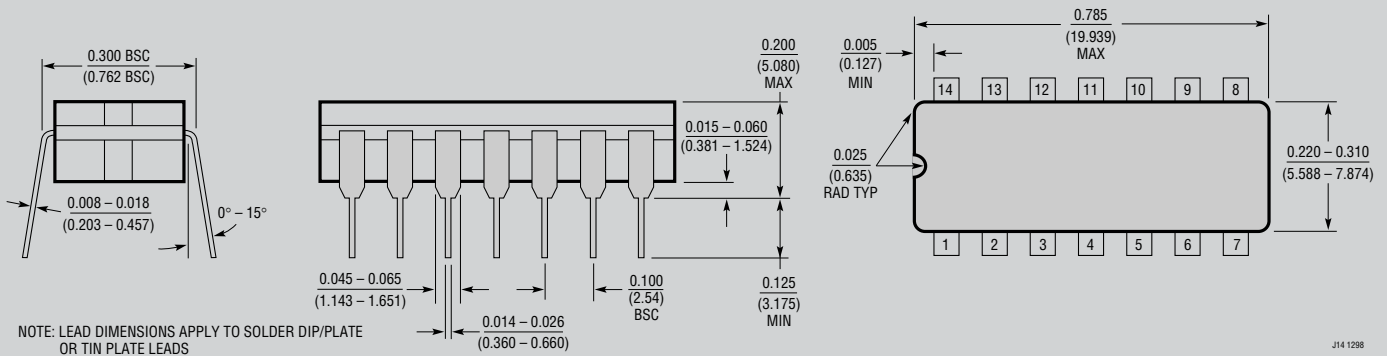 0.300 BSC
(0.762 BSC)
0.008 – 0.018
(0.203 – 0.457)
0° – 15°
NOTE: LEAD DIMENSIONS APPLY TO SOLDER DIP/PLATE
OR TIN PLATE LEADS
0.200
(5.080)
MAX
0.015 – 0.060
(0.381 – 1.524)
0.045 – 0.065
(1.143 – 1.651)
0.100
(2.54)
BSC
0.125
(3.175)
MIN
0.014 – 0.026
(0.360 – 0.660)
0.785
(19.939)
MAX
0.005
(0.127)
MIN
14 13 12 11 10 9 8
0.025
(0.635)
RAD TYP
0.220 – 0.310
(5.588 – 7.874)
1 2 3 4 5 6 7
J14 1298